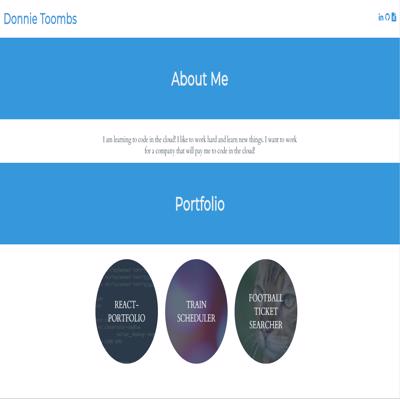 Donnie Toombs
About Me
I am learning to code in the cloud! I like to work hard and learn new things. I want to work
for a company that will pay me to code in the cloud!
Portfolio
REACT-
PORTFOLIO
TRAIN
SCHEDULER
FOOTBALL
TICKET
SEARCHER